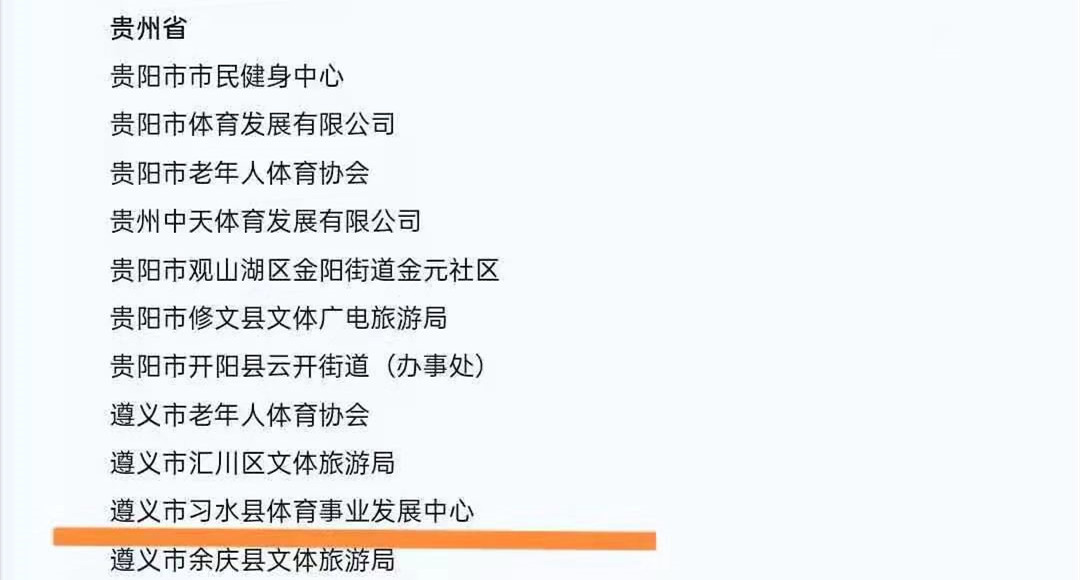 贵州省
贵阳市市民健身中心
贵阳市体育发展有限公司
贵阳市老年人体育协会
贵州中天体育发展有限公司
贵阳市观山湖区金阳街道金元社区
贵阳市修文县文体广电旅游局
贵阳市开阳县云开街道（办事处）
遵义市老年人体育协会
遵义市汇川区文体旅游局
遵义市习水县体育事业发展中心
遵义市余庆县文体旅游局